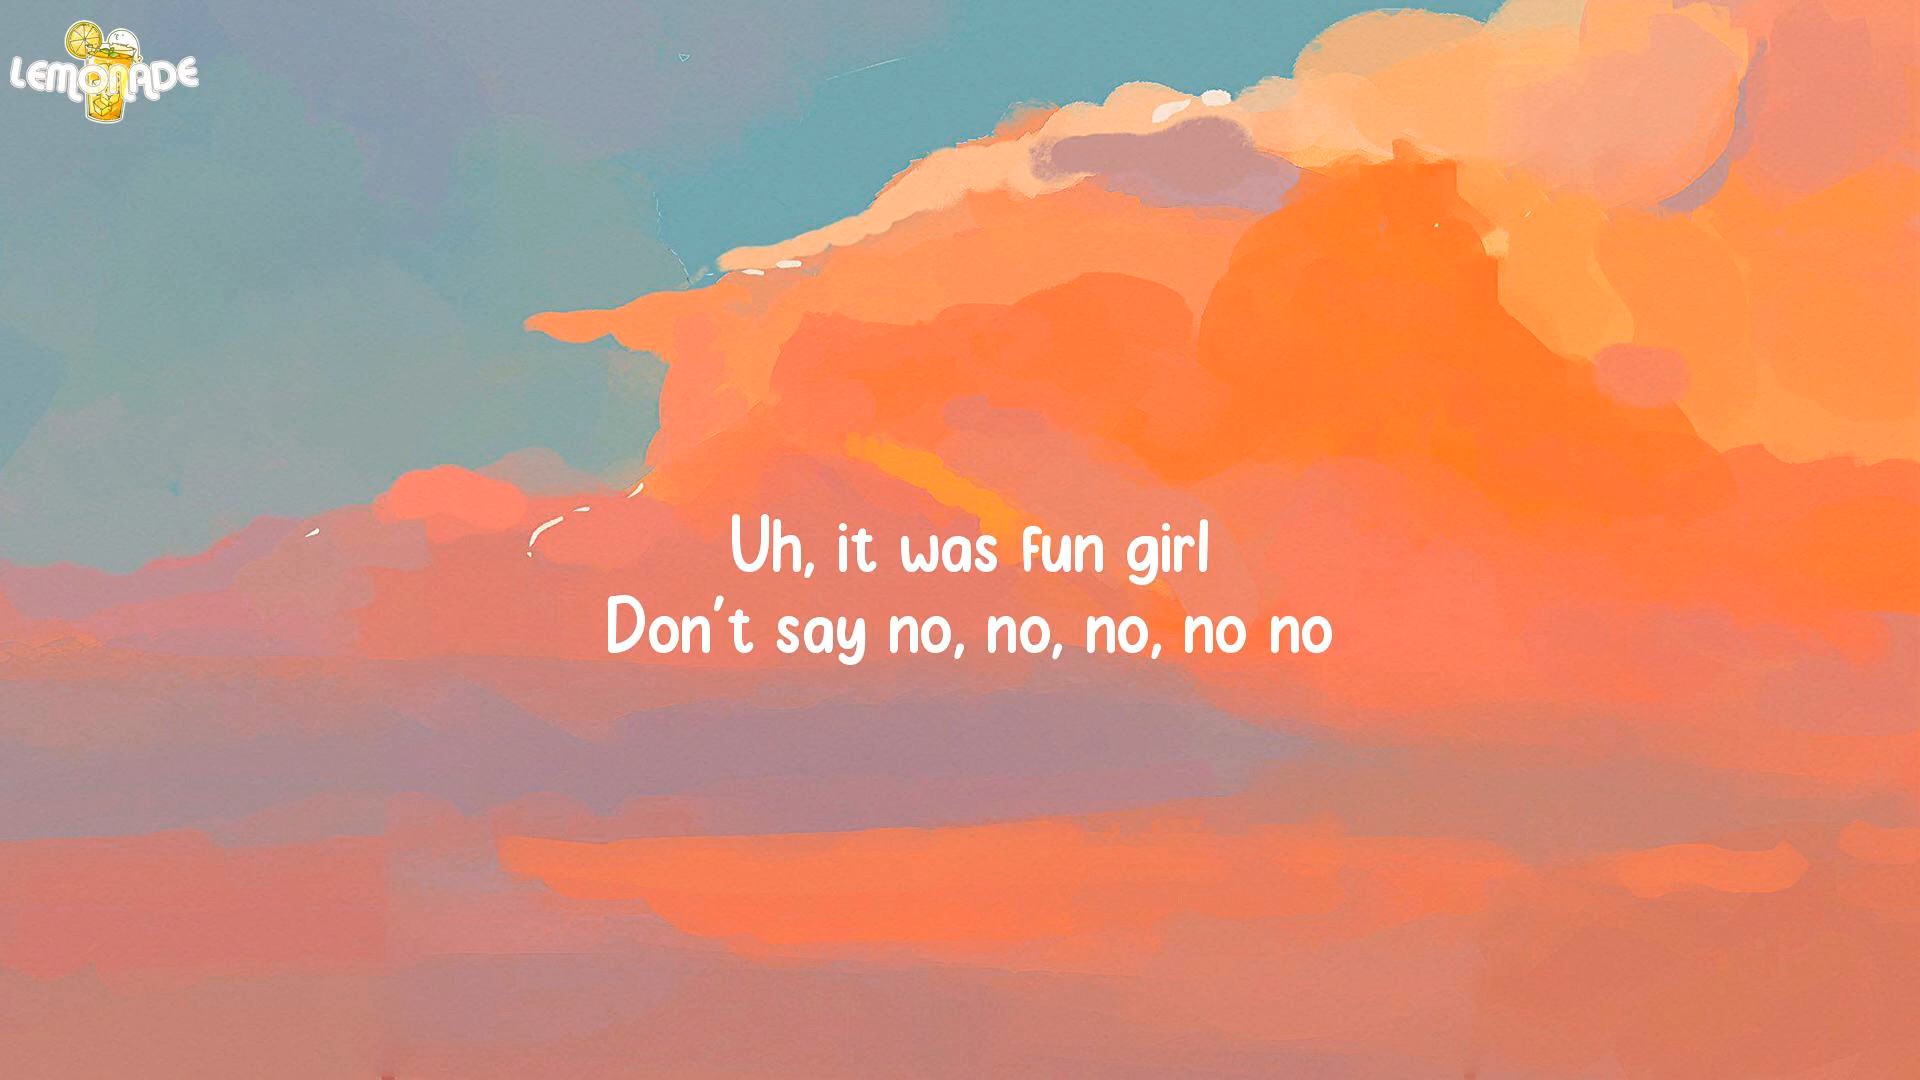 LEMONADE
Uh, it was fun girl
Don't say no, no, no, no no